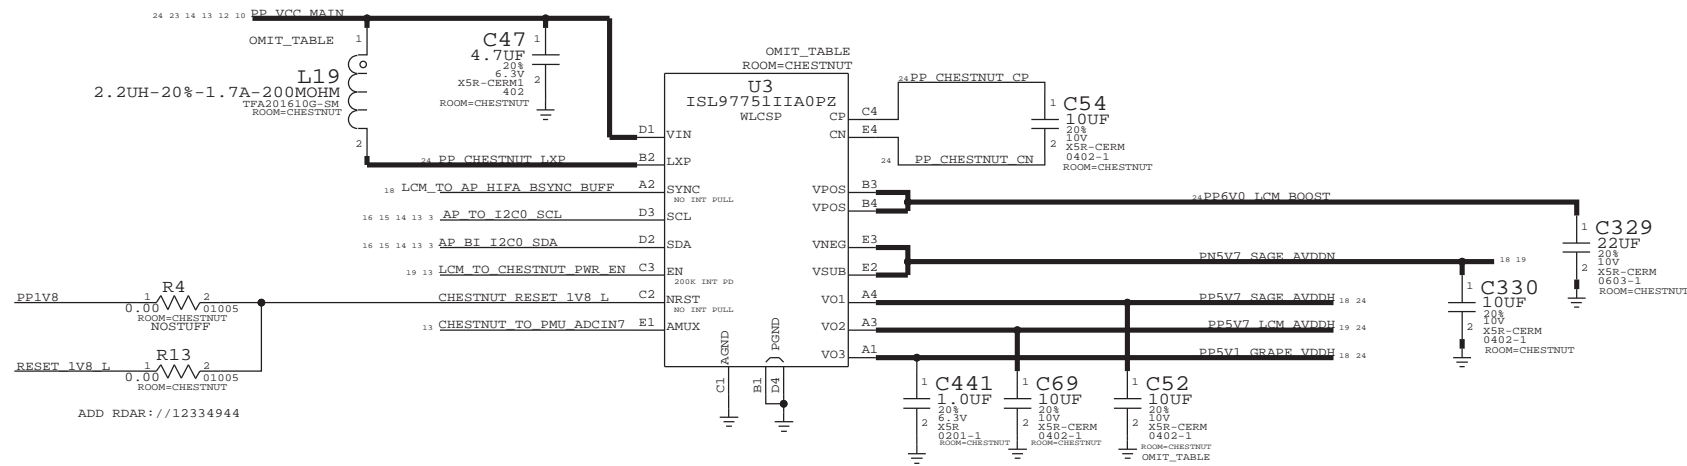 24 23 14 13 12 10 PP_VCC_MAIN
OMIT_TABLE
1
L19
2.2UH-20%-1.7A-200MOHM
TFA201610G-SM
ROOM=CHESTNUT
2
C47
1
4.7UF
20%
6.3V
X5R-CERM1
2
402
ROOM=CHESTNUT
OMIT_TABLE
ROOM=CHESTNUT
U3
ISL97751IIA0PZ
WLCSP
D1 VIN
24 PP_CHESTNUT_LXP B2 LXP
18 LCM_TO_AP_HIFA_BSYNC_BUFF A2 SYNC
NO INT PULL
16 15 14 13 3 AP_TO_I2C0_SCL D3 SCL
16 15 14 13 3 AP_BI_I2C0_SDA D2 SDA
19 13 LCM_TO_CHESTNUT_PWR_EN C3 EN
200K INT PD
CHESTNUT_RESET_1V8_L C2 NRST
NO INT PULL
13 CHESTNUT_TO_PMU_ADCIN7 E1 AMUX
AGND
C1
PGND
B1
D4
CP C4
CN E4
VPOS B3
VPOS B4
VNEG E3
VSUB E2
VO1 A4
VO2 A3
VO3 A1
24 PP_CHESTNUT_CP
24 PP_CHESTNUT_CN
1 C54
10UF
20%
10V
2 X5R-CERM
0402-1
ROOM=CHESTNUT
24 PP6V0_LCM_BOOST
PN5V7_SAGE_AVDDN 18 19
PP5V7_SAGE_AVDDH 18 24
PP5V7_LCM_AVDDH 19 24
PP5V1_GRAPE_VDDH 18 24
1 C329
22UF
20%
10V
2 X5R-CERM
0603-1
ROOM=CHESTNUT
1 C330
10UF
20%
10V
2 X5R-CERM
0402-1
ROOM=CHESTNUT
1 C441
1.0UF
20%
6.3V
2 X5R
0201-1
ROOM=CHESTNUT
1 C69
10UF
20%
10V
2 X5R-CERM
0402-1
ROOM=CHESTNUT
1 C52
10UF
20%
10V
2 X5R-CERM
0402-1
ROOM=CHESTNUT
OMIT_TABLE
R4
PP1V8 1 2
0.00 01005
ROOM=CHESTNUT
NOSTUFF
R13
RESET_1V8_L 1 2
0.00 01005
ROOM=CHESTNUT
ADD RDAR://12334944